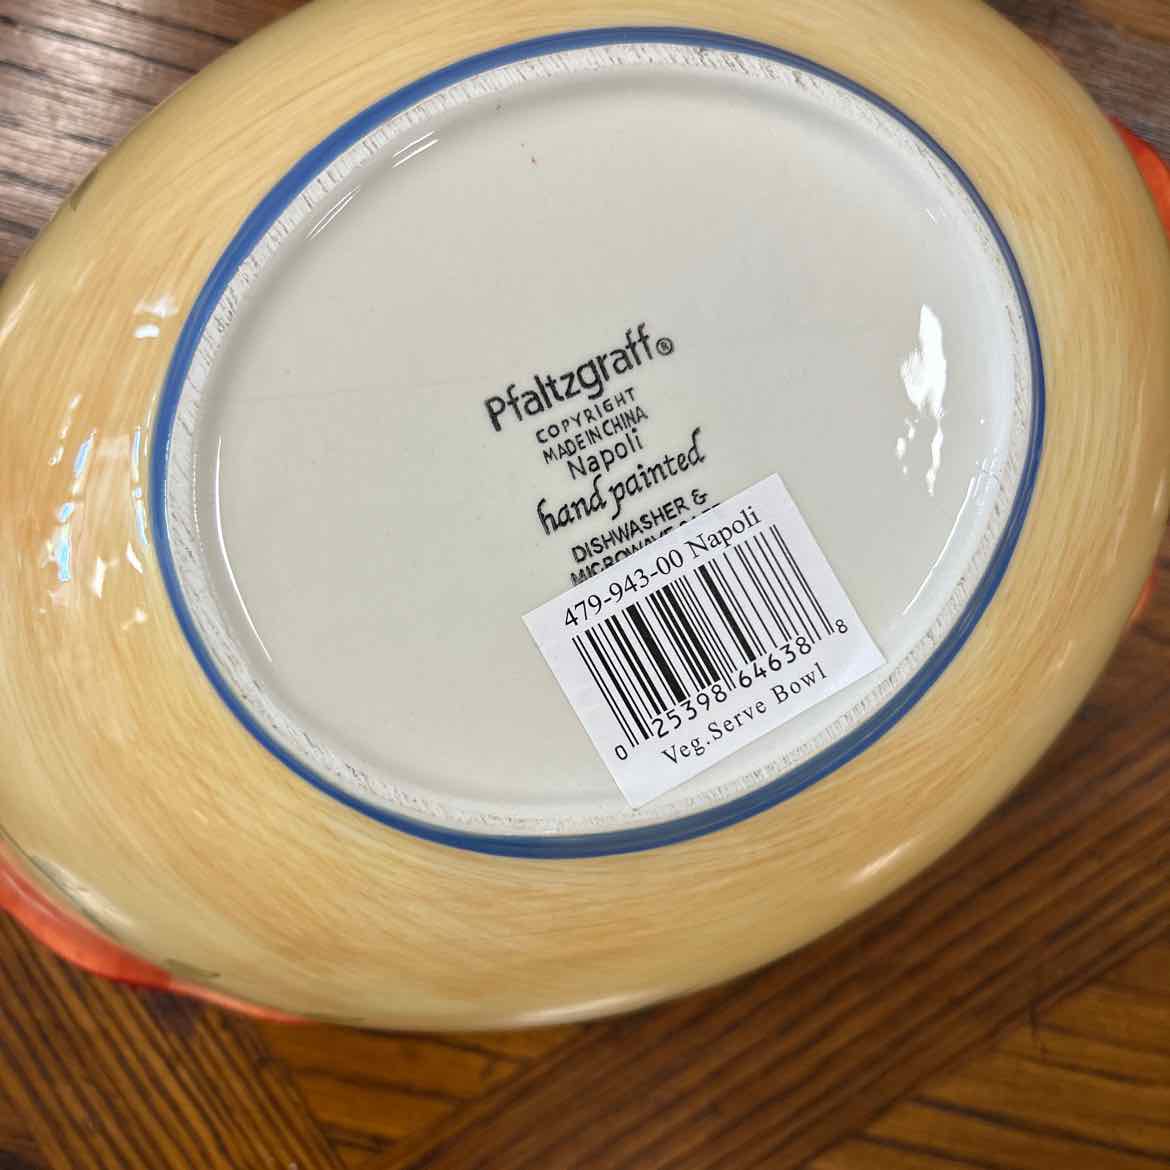 Pfaltzgraff®
COPYRIGHT
MADE IN CHINA
Napoli
hand painted
DISHWASHER &
MICROWAVE
479-943-00 Napoli
0 25398 64638 8
Veg.Serve Bowl